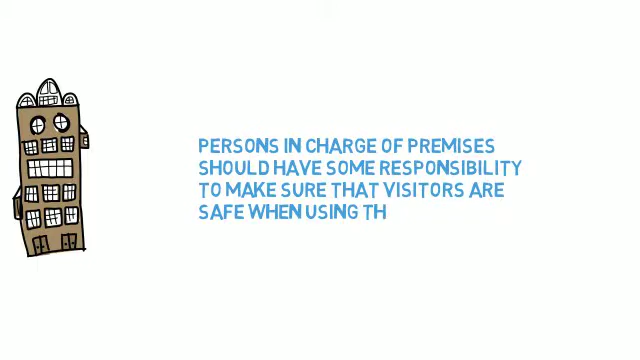 PERSONS IN CHARGE OF PREMISES
SHOULD HAVE SOME RESPONSIBILITY
TO MAKE SURE THAT VISITORS ARE
SAFE WHEN USING TH